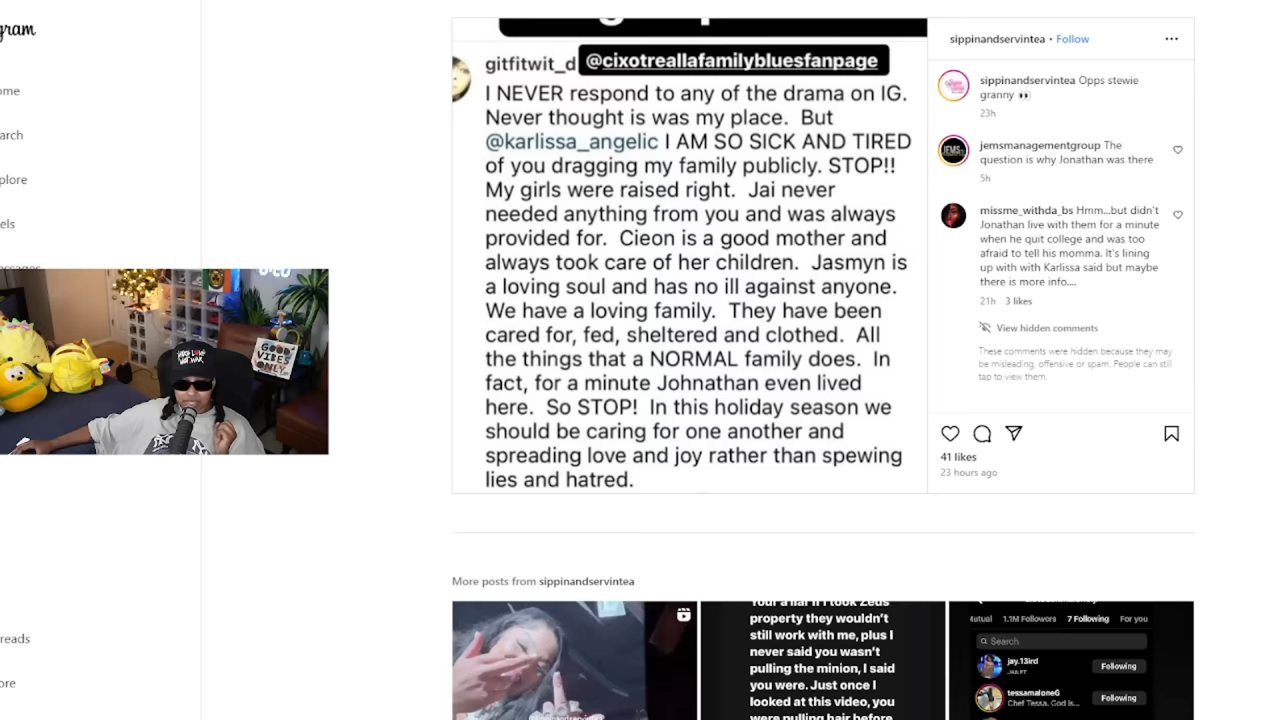 gram
ome
arch
plore
els
essages
reads
ore
GOOD
VIBES
ONLY
gitfitwit_d
@cixotreallafamilybluesfanpage
I NEVER respond to any of the drama on IG.
Never thought is was my place. But
@karlissa_angelic I AM SO SICK AND TIRED
of you dragging my family publicly. STOP!!
My girls were raised right. Jai never
needed anything from you and was always
provided for. Cieon is a good mother and
always took care of her children. Jasmyn is
a loving soul and has no ill against anyone.
We have a loving family. They have been
cared for, fed, sheltered and clothed. All
the things that a NORMAL family does. In
fact, for a minute Johnathan even lived
here. So STOP! In this holiday season we
should be caring for one another and
spreading love and joy rather than spewing
lies and hatred.
sippinandservintea • Follow
sippinandservintea Opps stewie
granny 👀
23h
jemsmanagementgroup The
question is why Jonathan was there
5h
missme_withda_bs Hmm...but didn't
Jonathan live with them for a minute
when he quit college and was too
afraid to tell his momma. It's lining
up with with Karlissa said but maybe
there is more info....
21h 3 likes
View hidden comments
These comments were hidden because they may
be misleading, offensive or spam. People can still
tap to view them.
41 likes
23 hours ago
More posts from sippinandservintea
Your a liar if I took Zeus
property they wouldn't
still work with me, plus I
never said you wasn't
pulling the minion, I said
you were. Just once I
looked at this video, you
were pulling hair before
Mutual 1.1M Followers 7 Following For you
Search
jay.13ird
Following
tessamalone6
Chef Tessa. God is...
Following